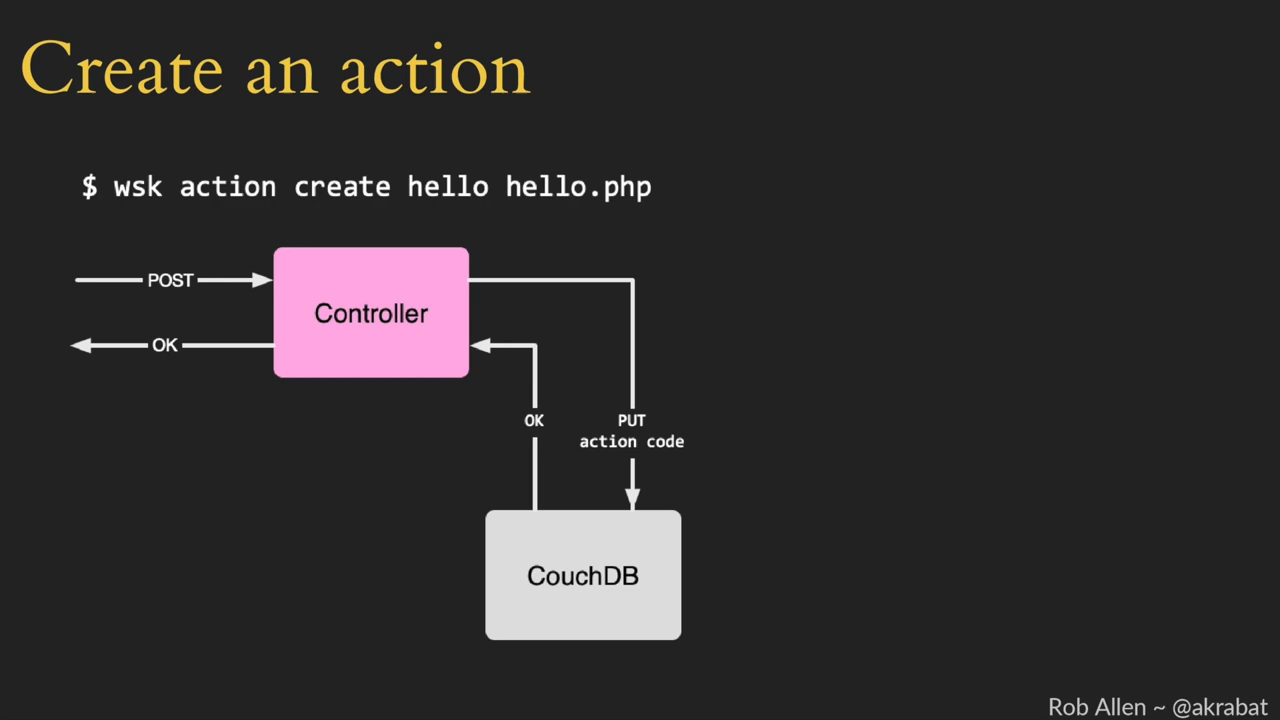 Create an action
$ wsk action create hello hello.php
POST
Controller
OK
OK
PUT
action code
CouchDB
Rob Allen ~ @akrabat